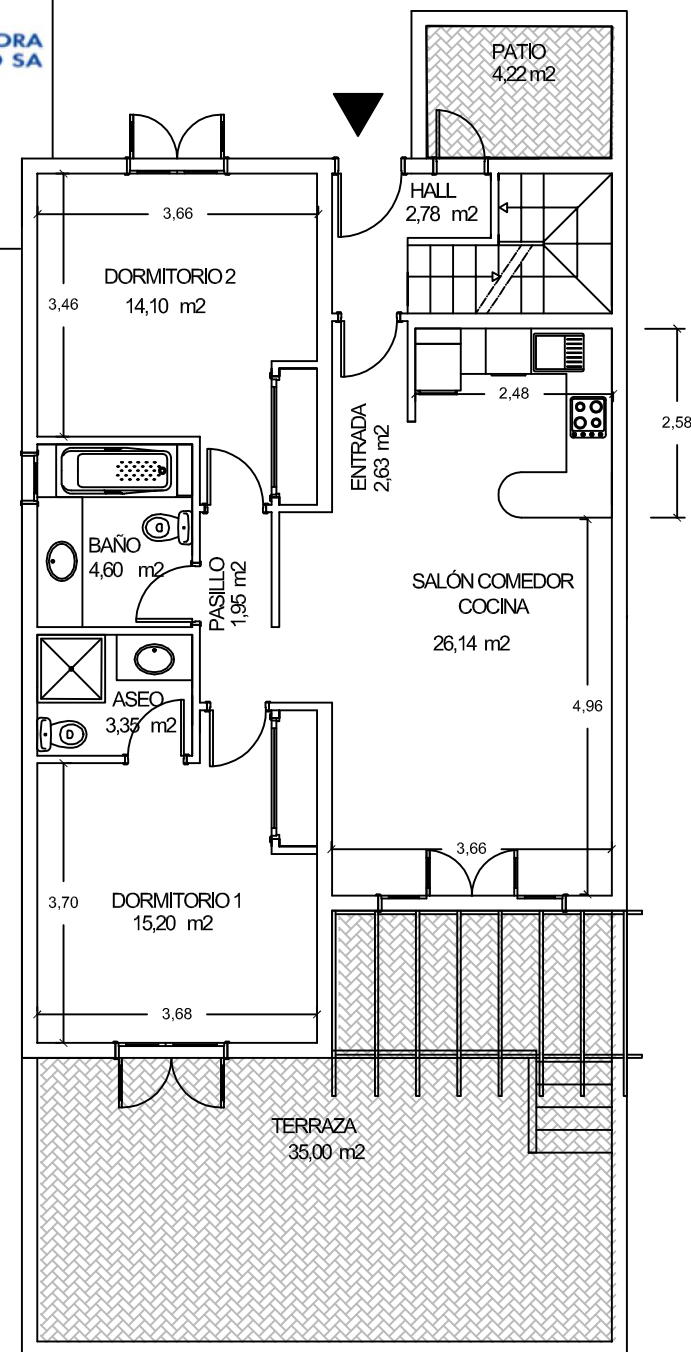 ORA
SA
PATIO
4,22 m2
HALL
2,78 m2
3,66
DORMITORIO 2
14,10 m2
3,46
2,48
2,58
ENTRADA
2,63 m2
BAÑO
4,60 m2
PASILLO
1,95 m2
SALÓN COMEDOR
COCINA
26,14 m2
ASEO
3,35 m2
4,96
3,66
3,70
DORMITORIO 1
15,20 m2
3,68
TERRAZA
35,00 m2